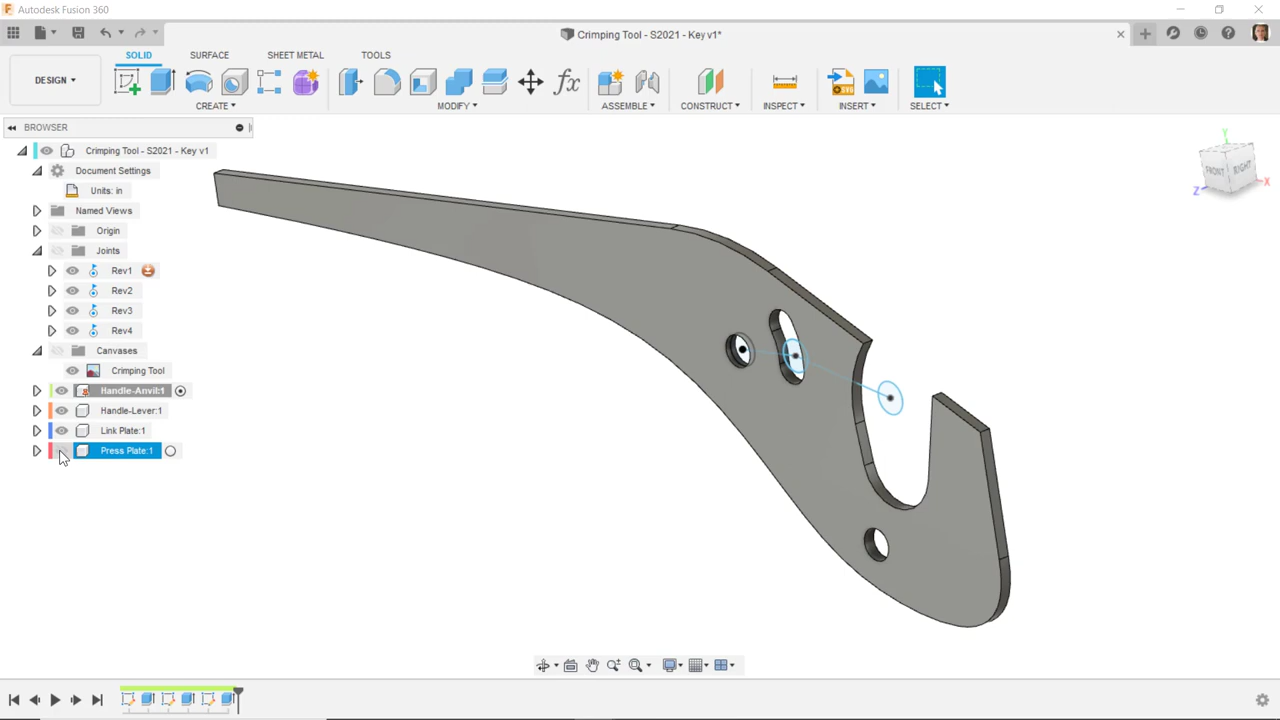 Autodesk Fusion 360
Crimping Tool - S2021 - Key v1*
SOLID SURFACE SHEET METAL TOOLS
DESIGN
CREATE MODIFY ASSEMBLE CONSTRUCT INSPECT INSERT SELECT
BROWSER
Crimping Tool - S2021 - Key v1
Document Settings
Units: in
Named Views
Origin
Joints
Rev1
Rev2
Rev3
Rev4
Canvases
Crimping Tool
Handle-Anvil:1
Handle-Lever:1
Link Plate:1
Press Plate:1
Y
FRONT RIGHT
X
Z